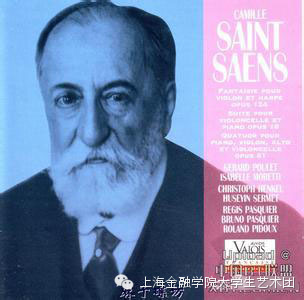 CAMILLE
SAINT
SAENS
FANTAISIE POUR
VIOLON ET HARPE
OPUS 124
SUITE POUR
VIOLONCELLE ET
PIANO OPUS 16
QUATUOR POUR
PIANO, VIOLON, ALTO
ET VIOLONCELLE
OPUS 41
GERARD POULET
ISABELLE MORETTI
CHRISTOPH HENKEL
HUSEYIN SERMET
REGIS PASQUIER
BRUNO PASQUIER
ROLAND PIDOUX
VALOIS
Upload @
上海金融学院大学生艺术团